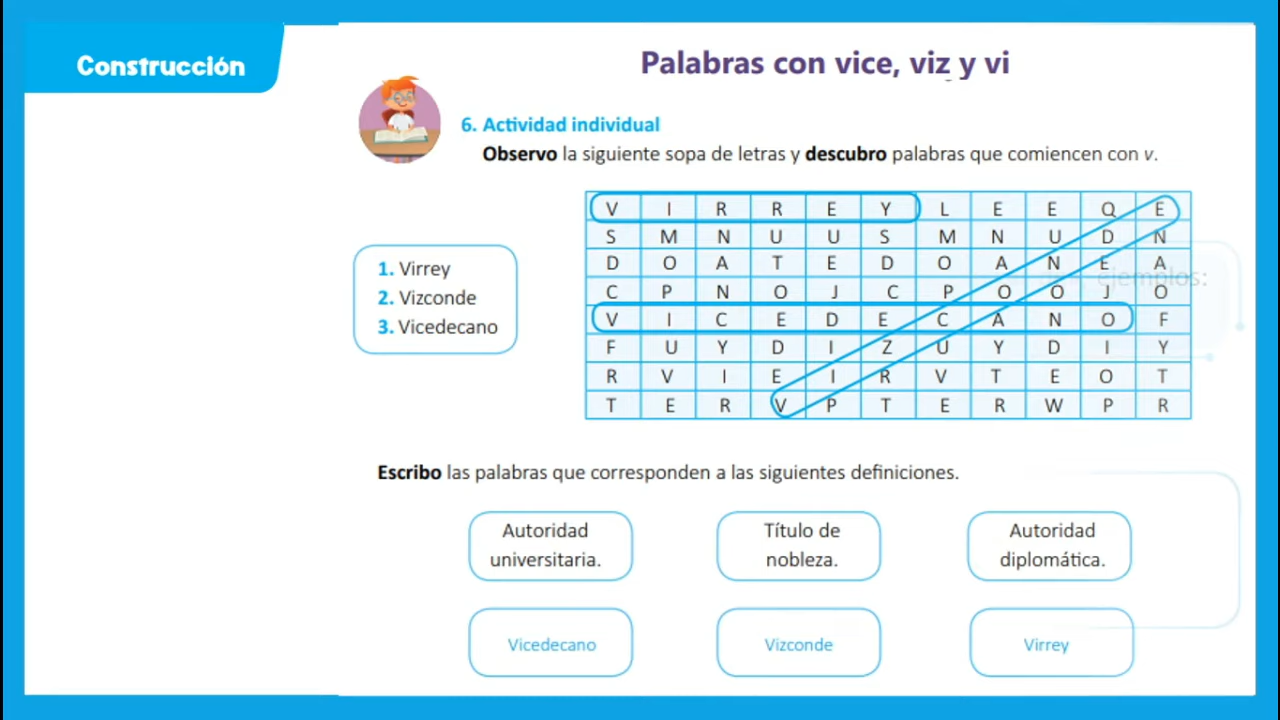 Construcción
Palabras con vice, viz y vi
6. Actividad individual
Observo la siguiente sopa de letras y descubro palabras que comiencen con v.
1. Virrey
2. Vizconde
3. Vicedecano
V I R R E Y L E E Q E
S M N U U S M N U D N
D O A T E D O A N E A
C P N O J C P O O J O
V I C E D E C A N O F
F U Y D I Z U Y D I Y
R V I E I R V T E O T
T E R V P T E R W P R
ejemplos:
Escribo las palabras que corresponden a las siguientes definiciones.
Autoridad
universitaria.
Título de
nobleza.
Autoridad
diplomática.
Vicedecano
Vizconde
Virrey